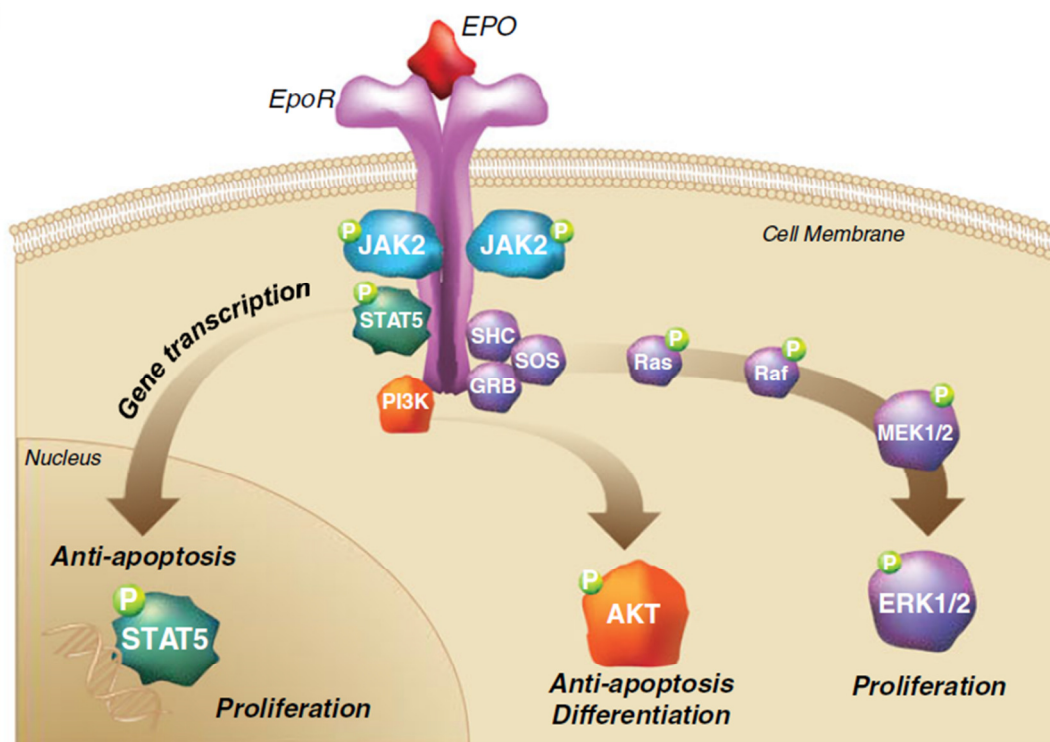 EPO
EpoR
P
JAK2
JAK2
P
Cell Membrane
Gene transcription
P
STAT5
SHC
SOS
GRB
PI3K
P
Ras
P
Raf
P
MEK1/2
Nucleus
Anti-apoptosis
P
STAT5
Proliferation
P
AKT
Anti-apoptosis
Differentiation
P
ERK1/2
Proliferation